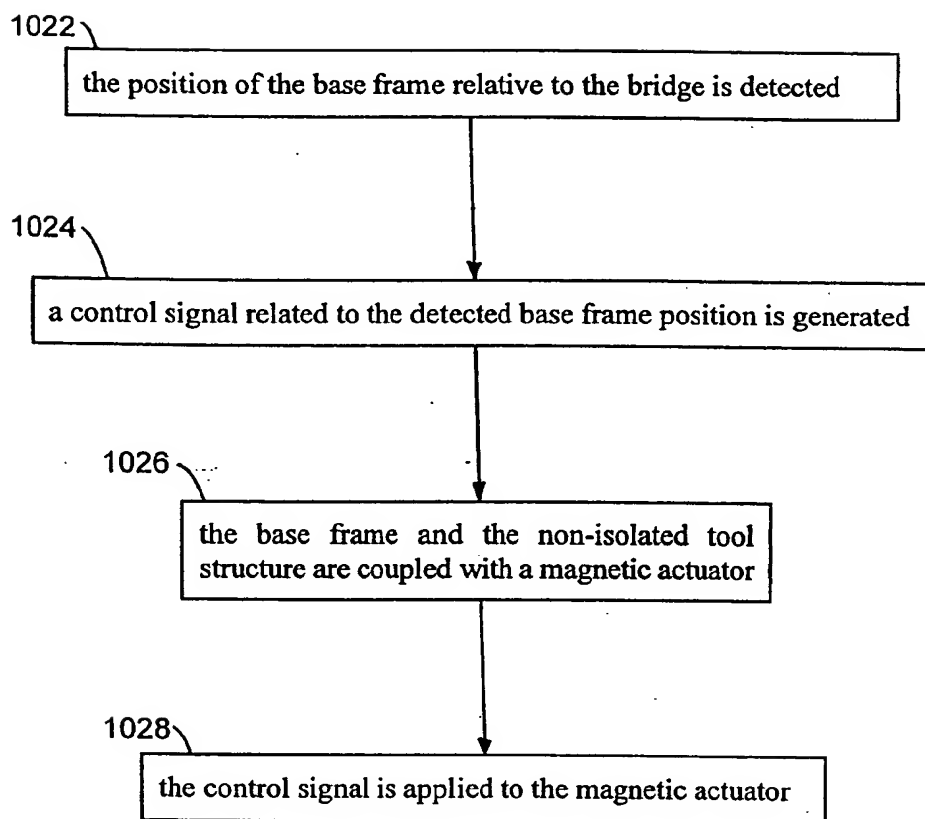 1022
the position of the base frame relative to the bridge is detected
1024
a control signal related to the detected base frame position is generated
1026
the base frame and the non-isolated tool
structure are coupled with a magnetic actuator
1028
the control signal is applied to the magnetic actuator